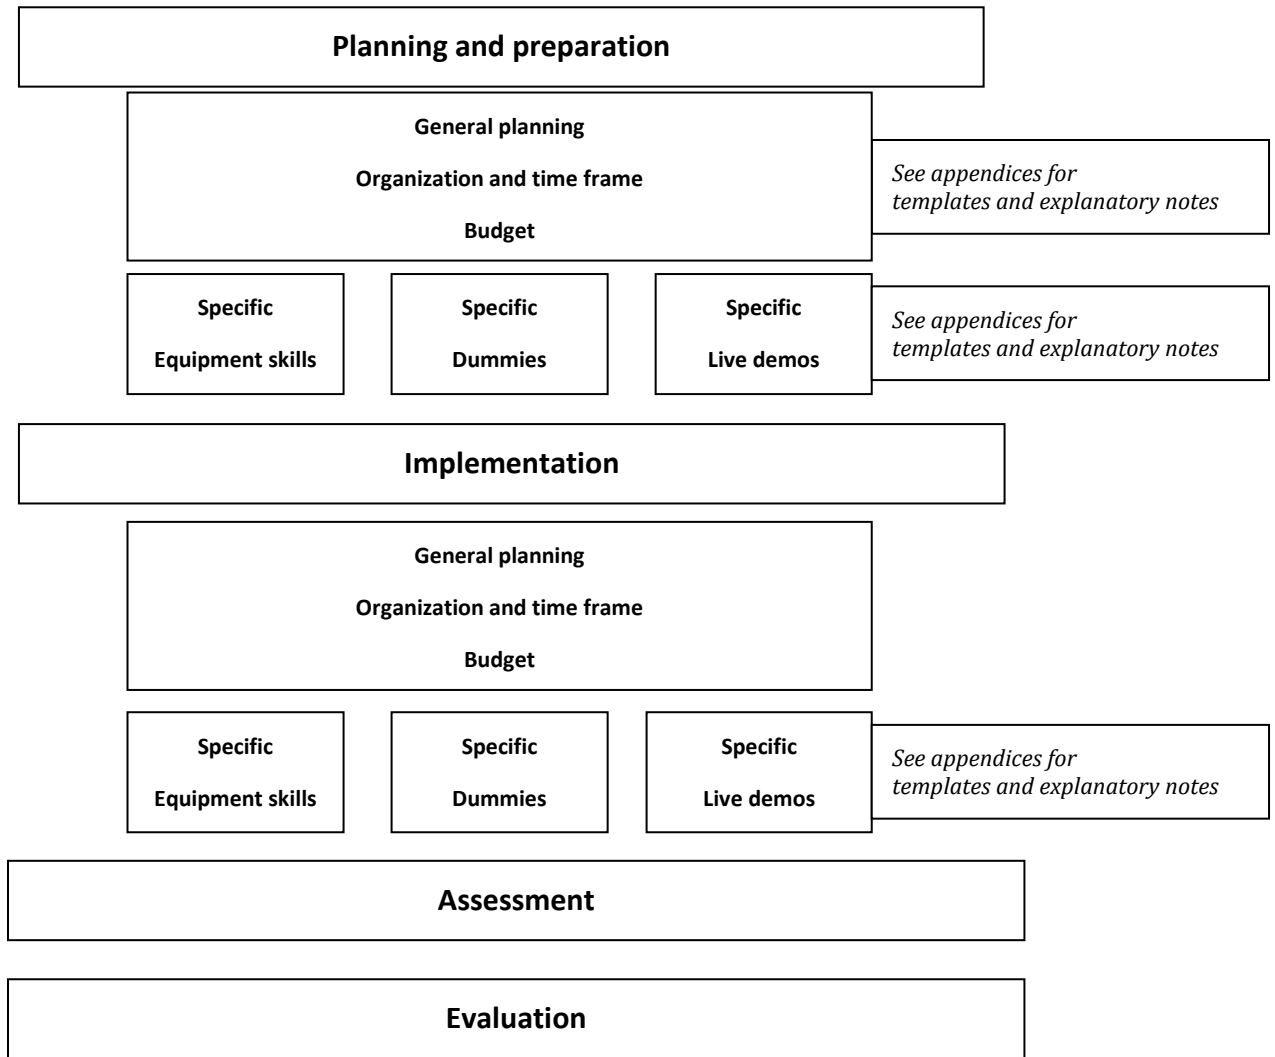 Planning and preparation
General planning
Organization and time frame
Budget
See appendices for
templates and explanatory notes
Specific
Equipment skills
Specific
Dummies
Specific
Live demos
See appendices for
templates and explanatory notes
Implementation
General planning
Organization and time frame
Budget
Specific
Equipment skills
Specific
Dummies
Specific
Live demos
See appendices for
templates and explanatory notes
Assessment
Evaluation